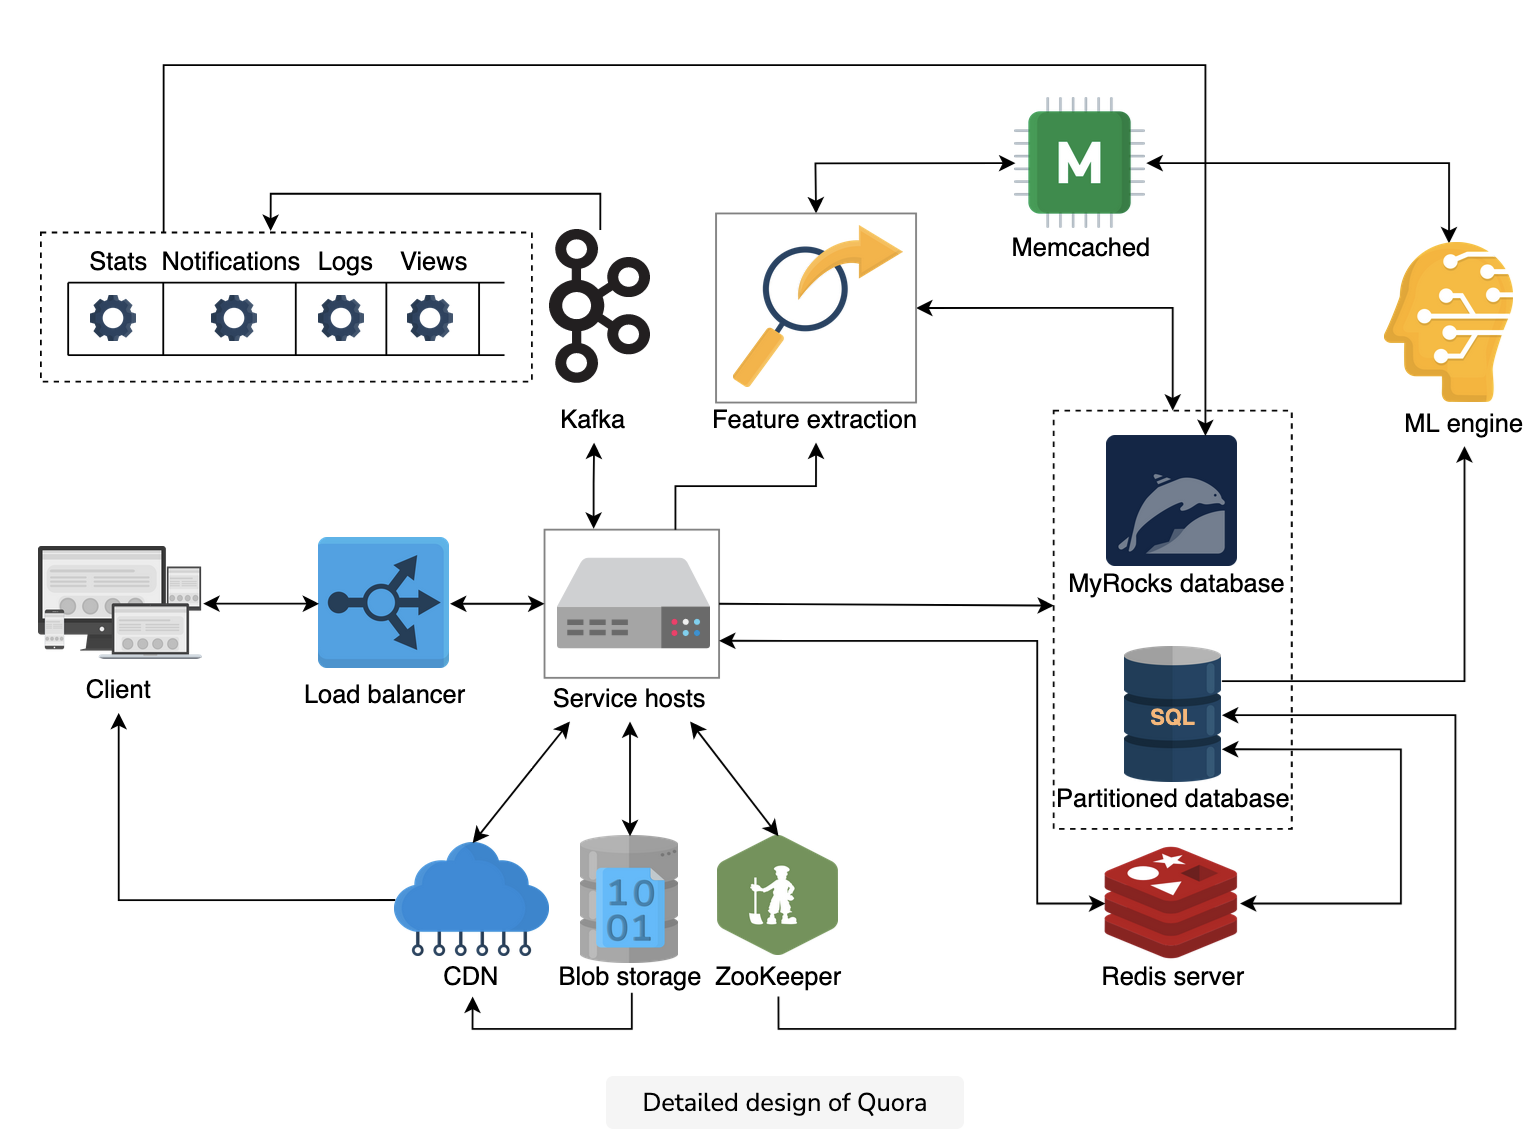 M
Memcached
Stats Notifications Logs Views
Kafka
Feature extraction
ML engine
MyRocks database
Client
Load balancer
Service hosts
SQL
Partitioned database
10
01
CDN
Blob storage
ZooKeeper
Redis server
Detailed design of Quora